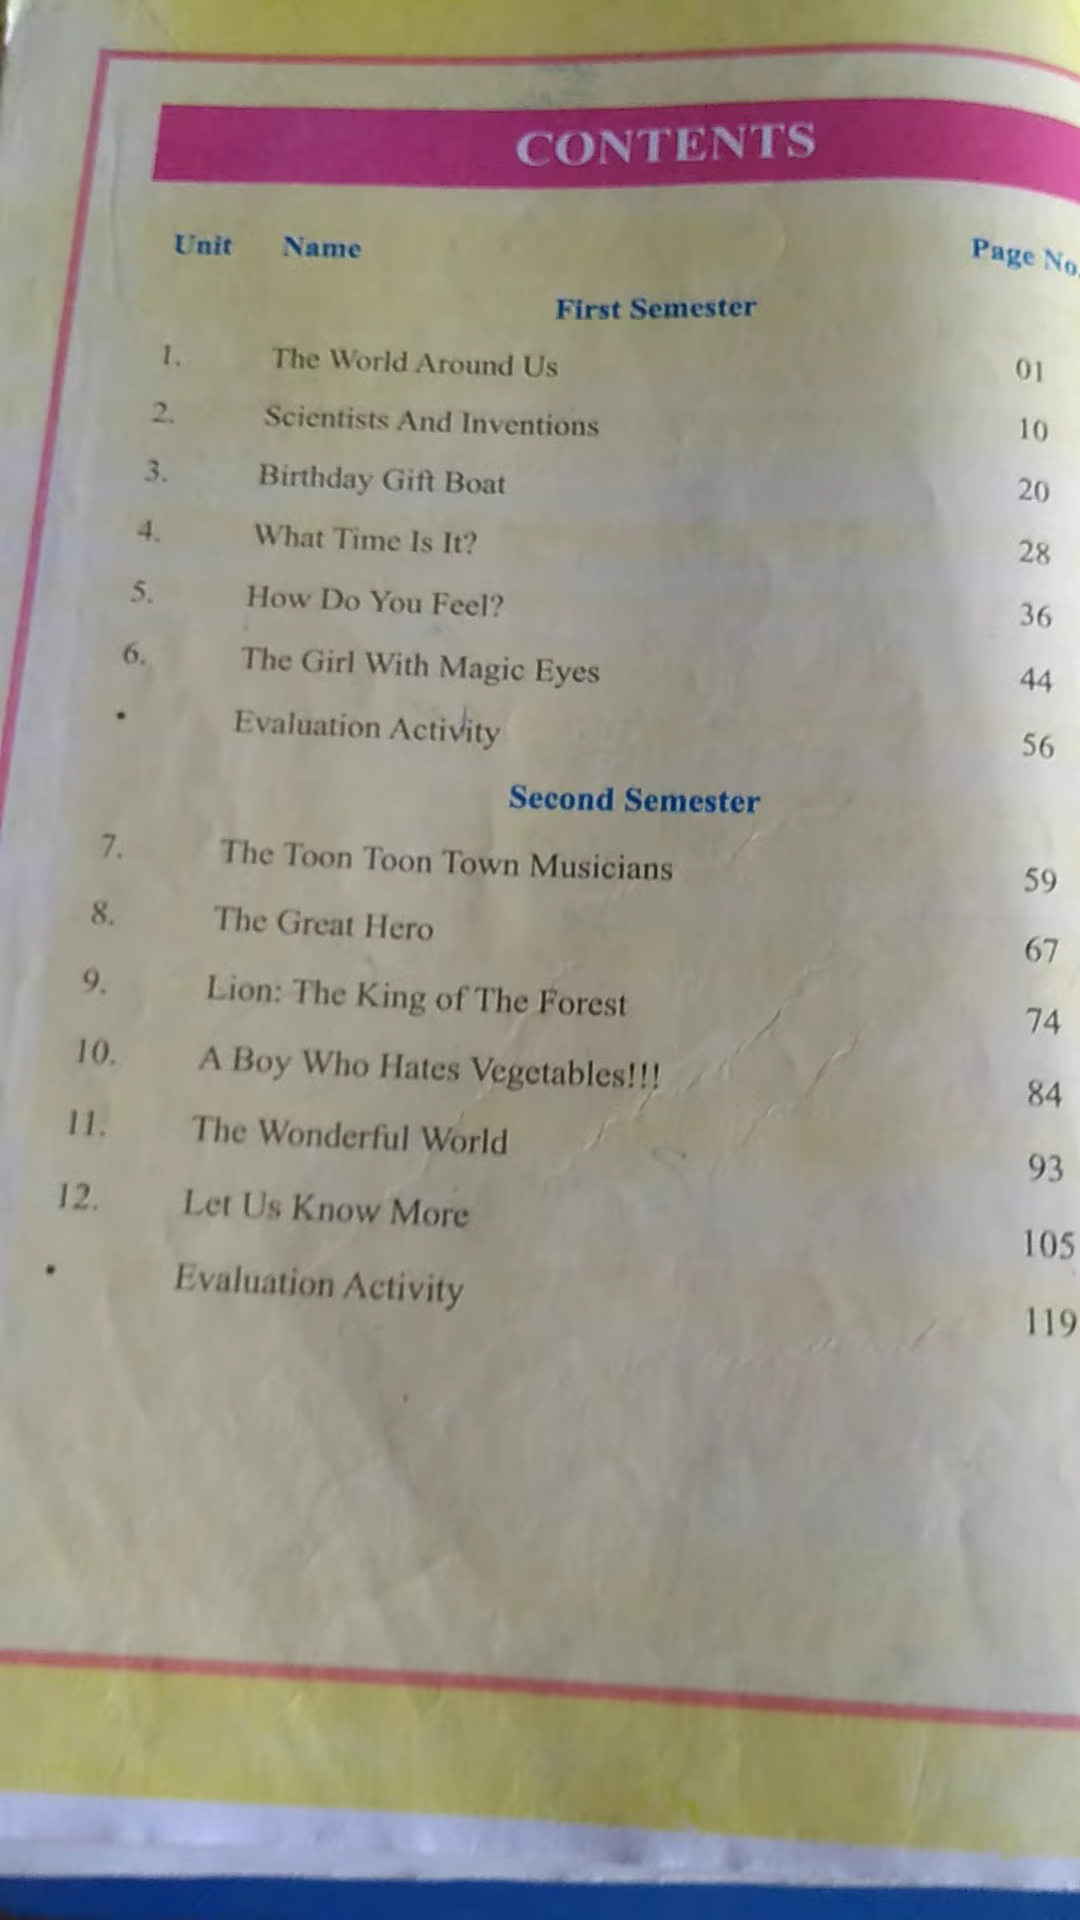 CONTENTS
Unit Name Page No.
First Semester
1. The World Around Us 01
2. Scientists And Inventions 10
3. Birthday Gift Boat 20
4. What Time Is It? 28
5. How Do You Feel? 36
6. The Girl With Magic Eyes 44
• Evaluation Activity 56
Second Semester
7. The Toon Toon Town Musicians 59
8. The Great Hero 67
9. Lion: The King of The Forest 74
10. A Boy Who Hates Vegetables!!! 84
11. The Wonderful World 93
12. Let Us Know More 105
• Evaluation Activity 119